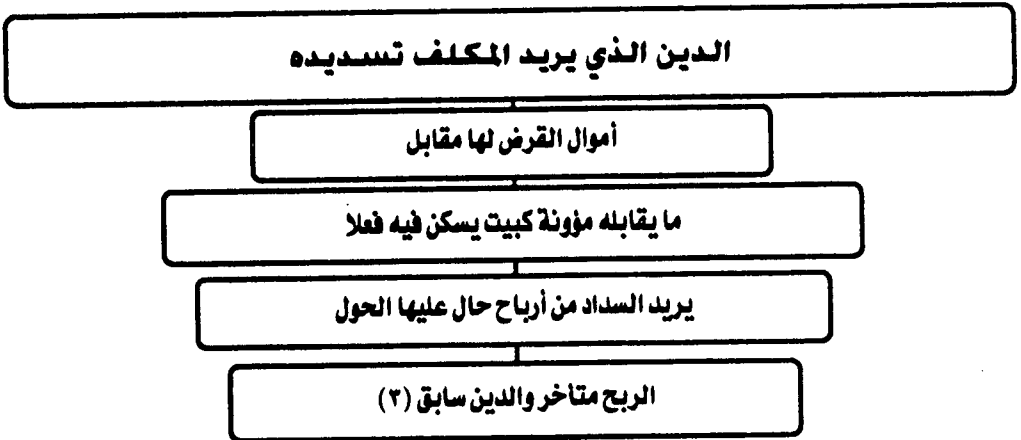 الدين الذي يريد المكلف تسديده
أموال القرض لها مقابل
ما يقابله مؤونة كبيت يسكن فيه فعلا
يريد السداد من أرباح حال عليها الحول
الربح متأخر والدين سابق (٣)